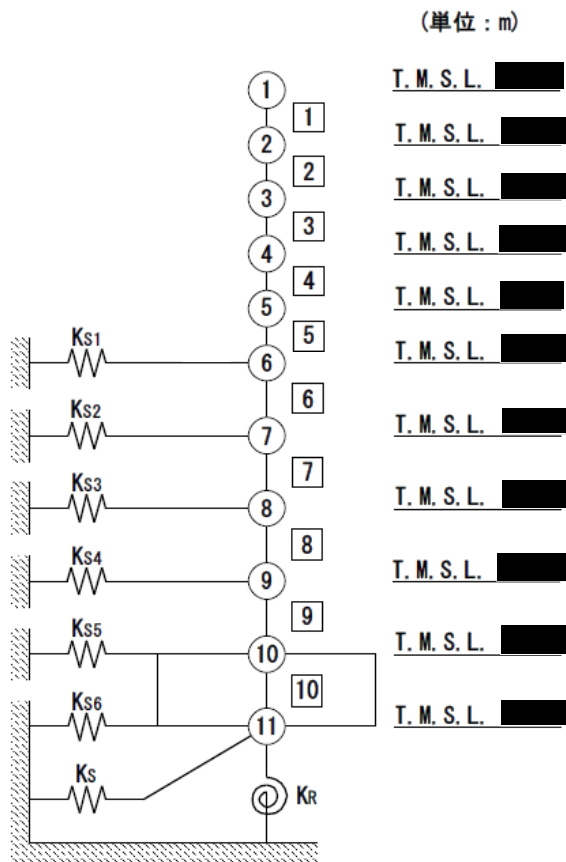 (単位：m)
1 T. M. S. L.
1
2 T. M. S. L.
2
3 T. M. S. L.
3
4 T. M. S. L.
4
5 T. M. S. L.
5
KS1 6 T. M. S. L.
6
KS2 7 T. M. S. L.
7
KS3 8 T. M. S. L.
8
KS4 9 T. M. S. L.
9
KS5 10 T. M. S. L.
10
KS6 11 T. M. S. L.
KS KR